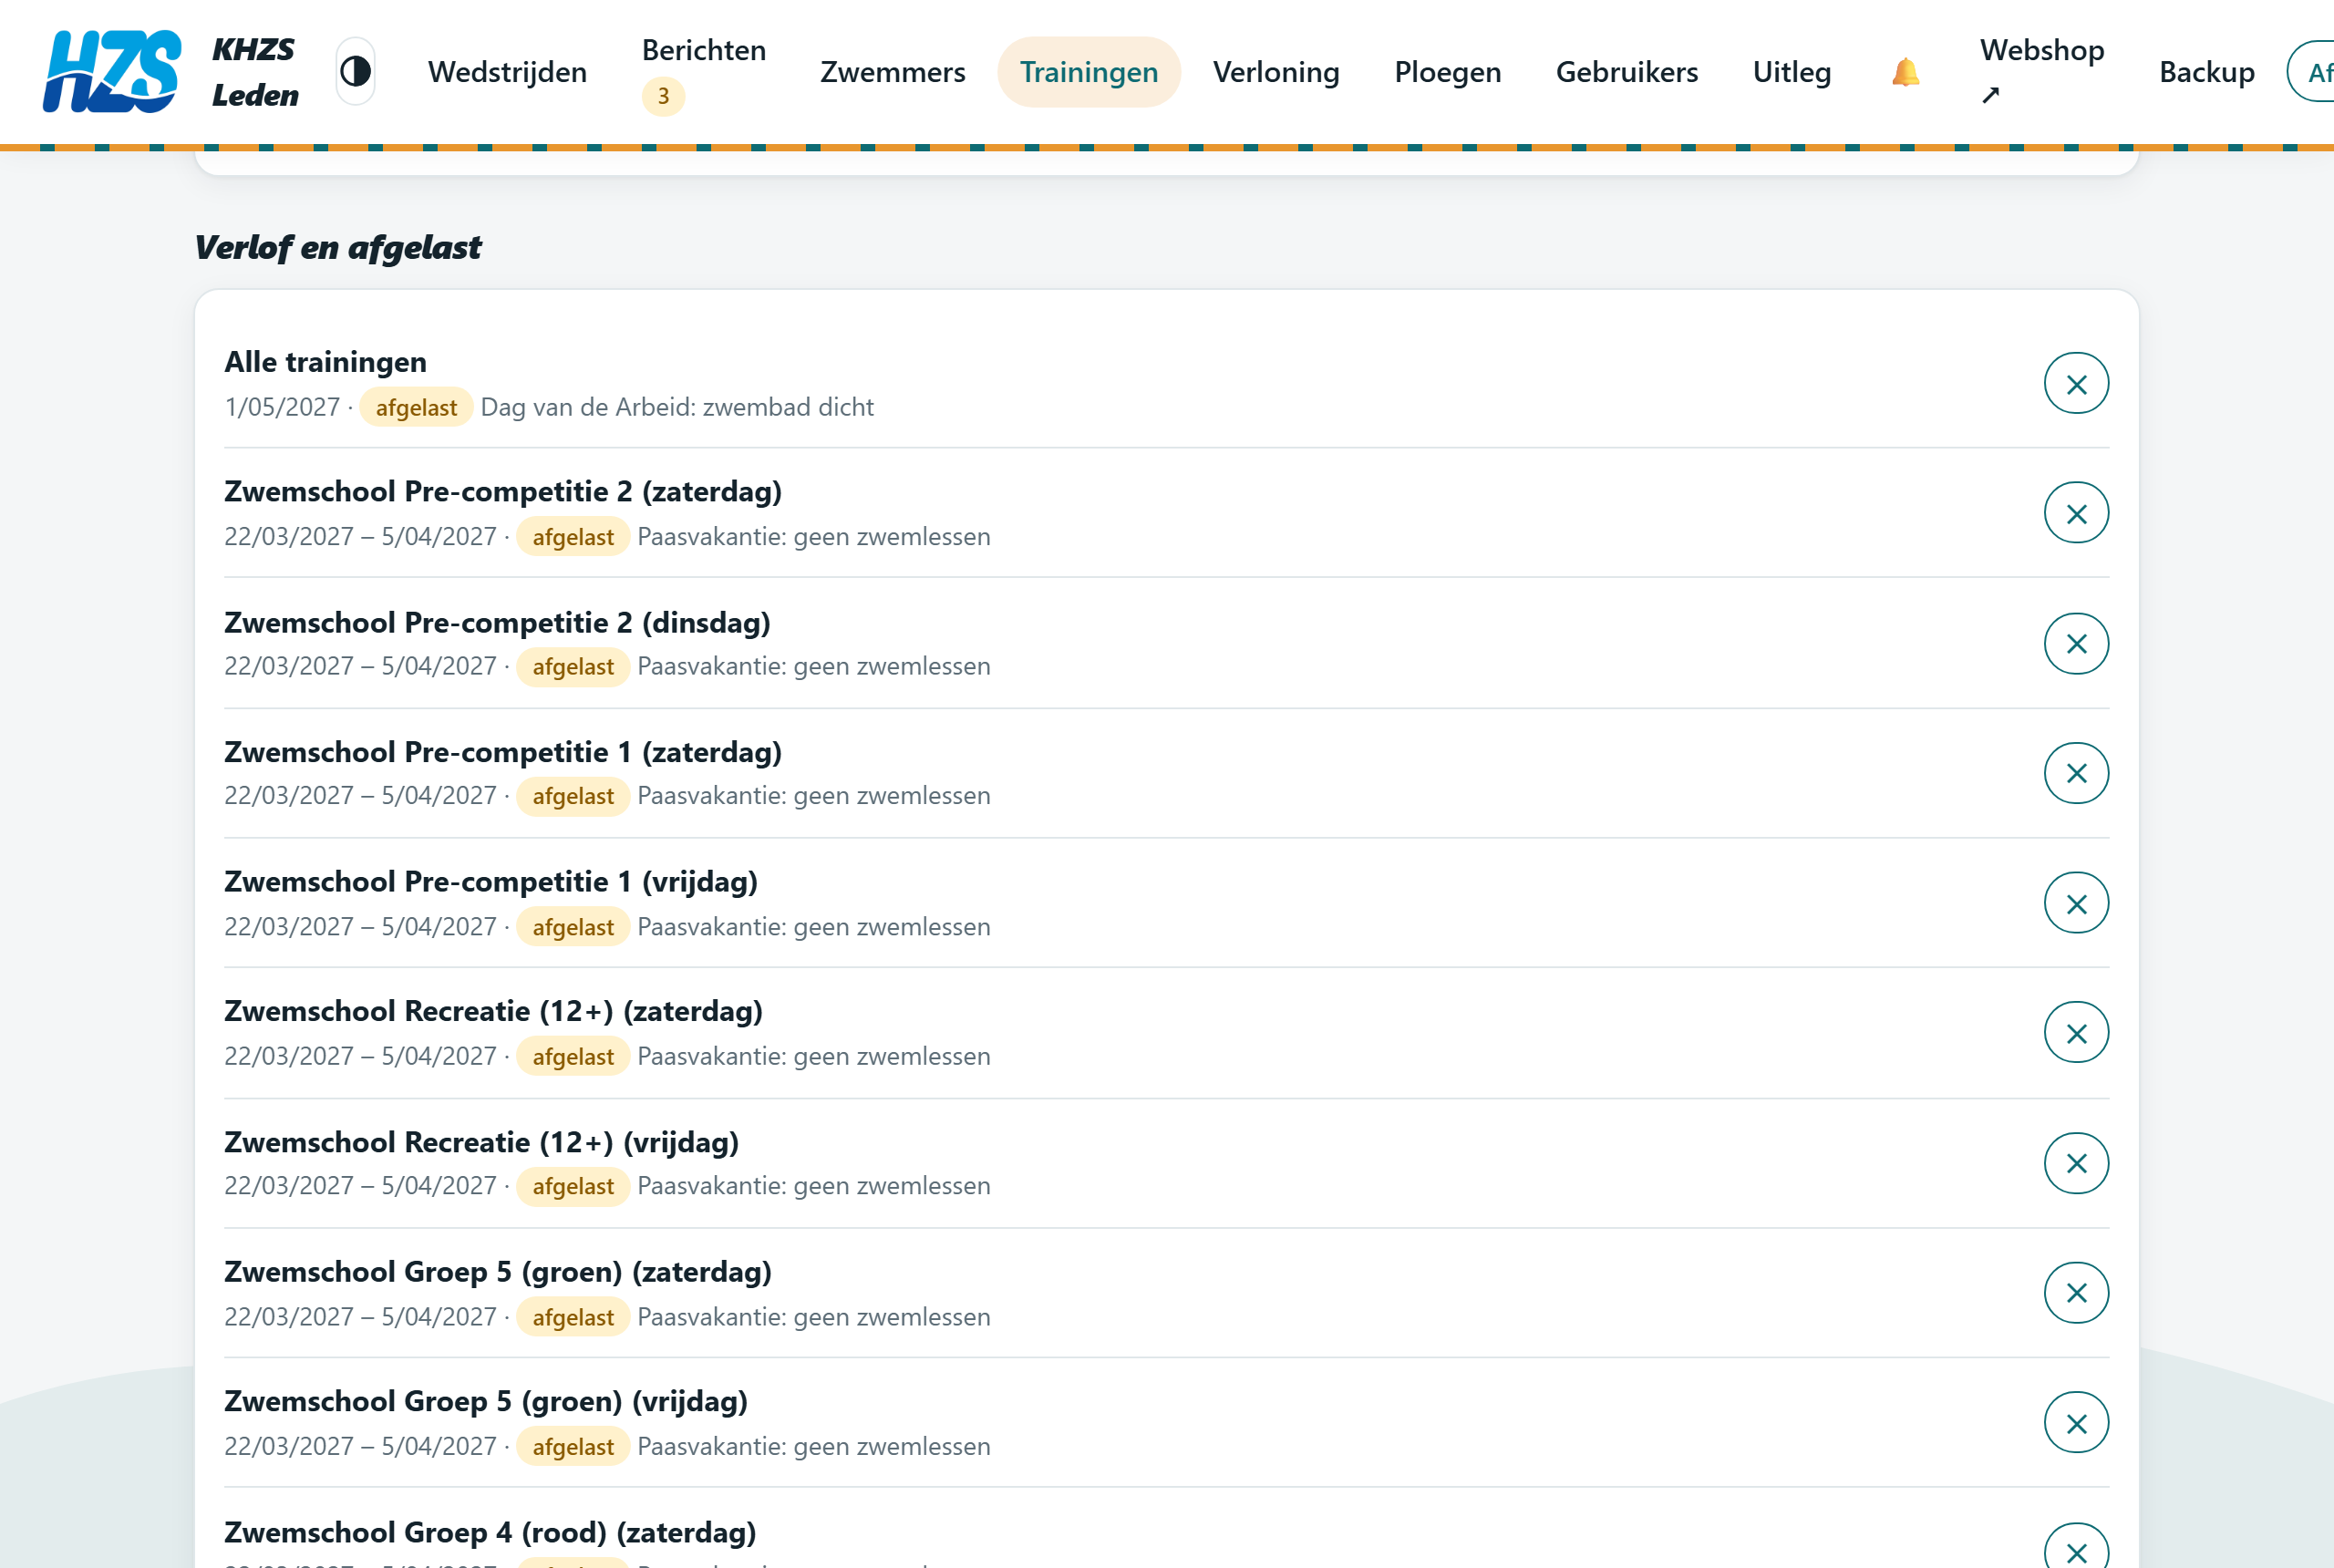 HZS
KHZS
Leden
Wedstrijden
Berichten
3
Zwemmers
Trainingen
Verloning
Ploegen
Gebruikers
Uitleg
Webshop
↗
Backup
Verlof en afgelast
Alle trainingen
1/05/2027 · afgelast Dag van de Arbeid: zwembad dicht
Zwemschool Pre-competitie 2 (zaterdag)
22/03/2027 – 5/04/2027 · afgelast Paasvakantie: geen zwemlessen
Zwemschool Pre-competitie 2 (dinsdag)
22/03/2027 – 5/04/2027 · afgelast Paasvakantie: geen zwemlessen
Zwemschool Pre-competitie 1 (zaterdag)
22/03/2027 – 5/04/2027 · afgelast Paasvakantie: geen zwemlessen
Zwemschool Pre-competitie 1 (vrijdag)
22/03/2027 – 5/04/2027 · afgelast Paasvakantie: geen zwemlessen
Zwemschool Recreatie (12+) (zaterdag)
22/03/2027 – 5/04/2027 · afgelast Paasvakantie: geen zwemlessen
Zwemschool Recreatie (12+) (vrijdag)
22/03/2027 – 5/04/2027 · afgelast Paasvakantie: geen zwemlessen
Zwemschool Groep 5 (groen) (zaterdag)
22/03/2027 – 5/04/2027 · afgelast Paasvakantie: geen zwemlessen
Zwemschool Groep 5 (groen) (vrijdag)
22/03/2027 – 5/04/2027 · afgelast Paasvakantie: geen zwemlessen
Zwemschool Groep 4 (rood) (zaterdag)